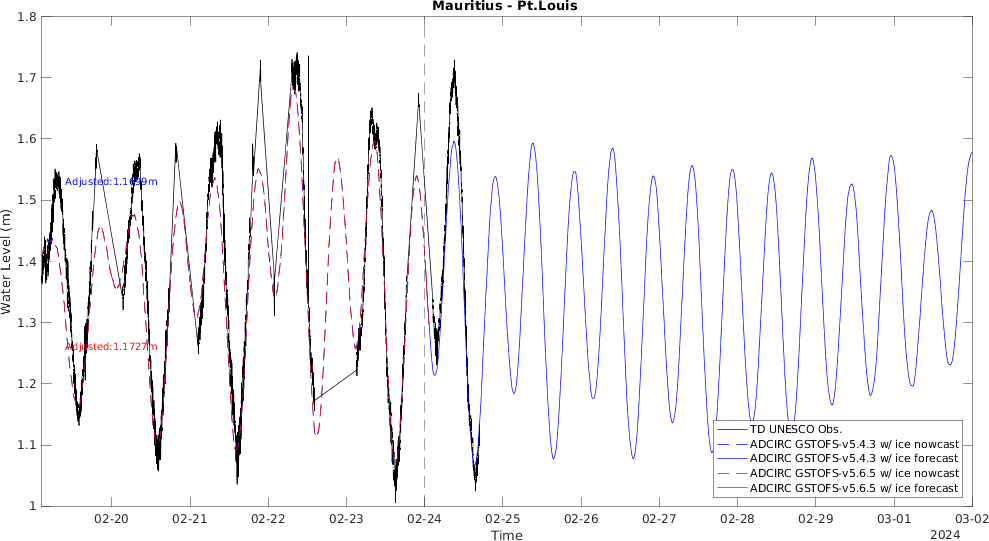 Mauritius - Pt.Louis
1.8
1.7
1.6
1.5
1.4
1.3
1.2
1.1
1
Water Level (m)
Adjusted:1.1699m
Adjusted:1.1727m
TD UNESCO Obs.
ADCIRC GSTOFS-v5.4.3 w/ ice nowcast
ADCIRC GSTOFS-v5.4.3 w/ ice forecast
ADCIRC GSTOFS-v5.6.5 w/ ice nowcast
ADCIRC GSTOFS-v5.6.5 w/ ice forecast
02-20 02-21 02-22 02-23 02-24 02-25 02-26 02-27 02-28 02-29 03-01 03-02
Time
2024